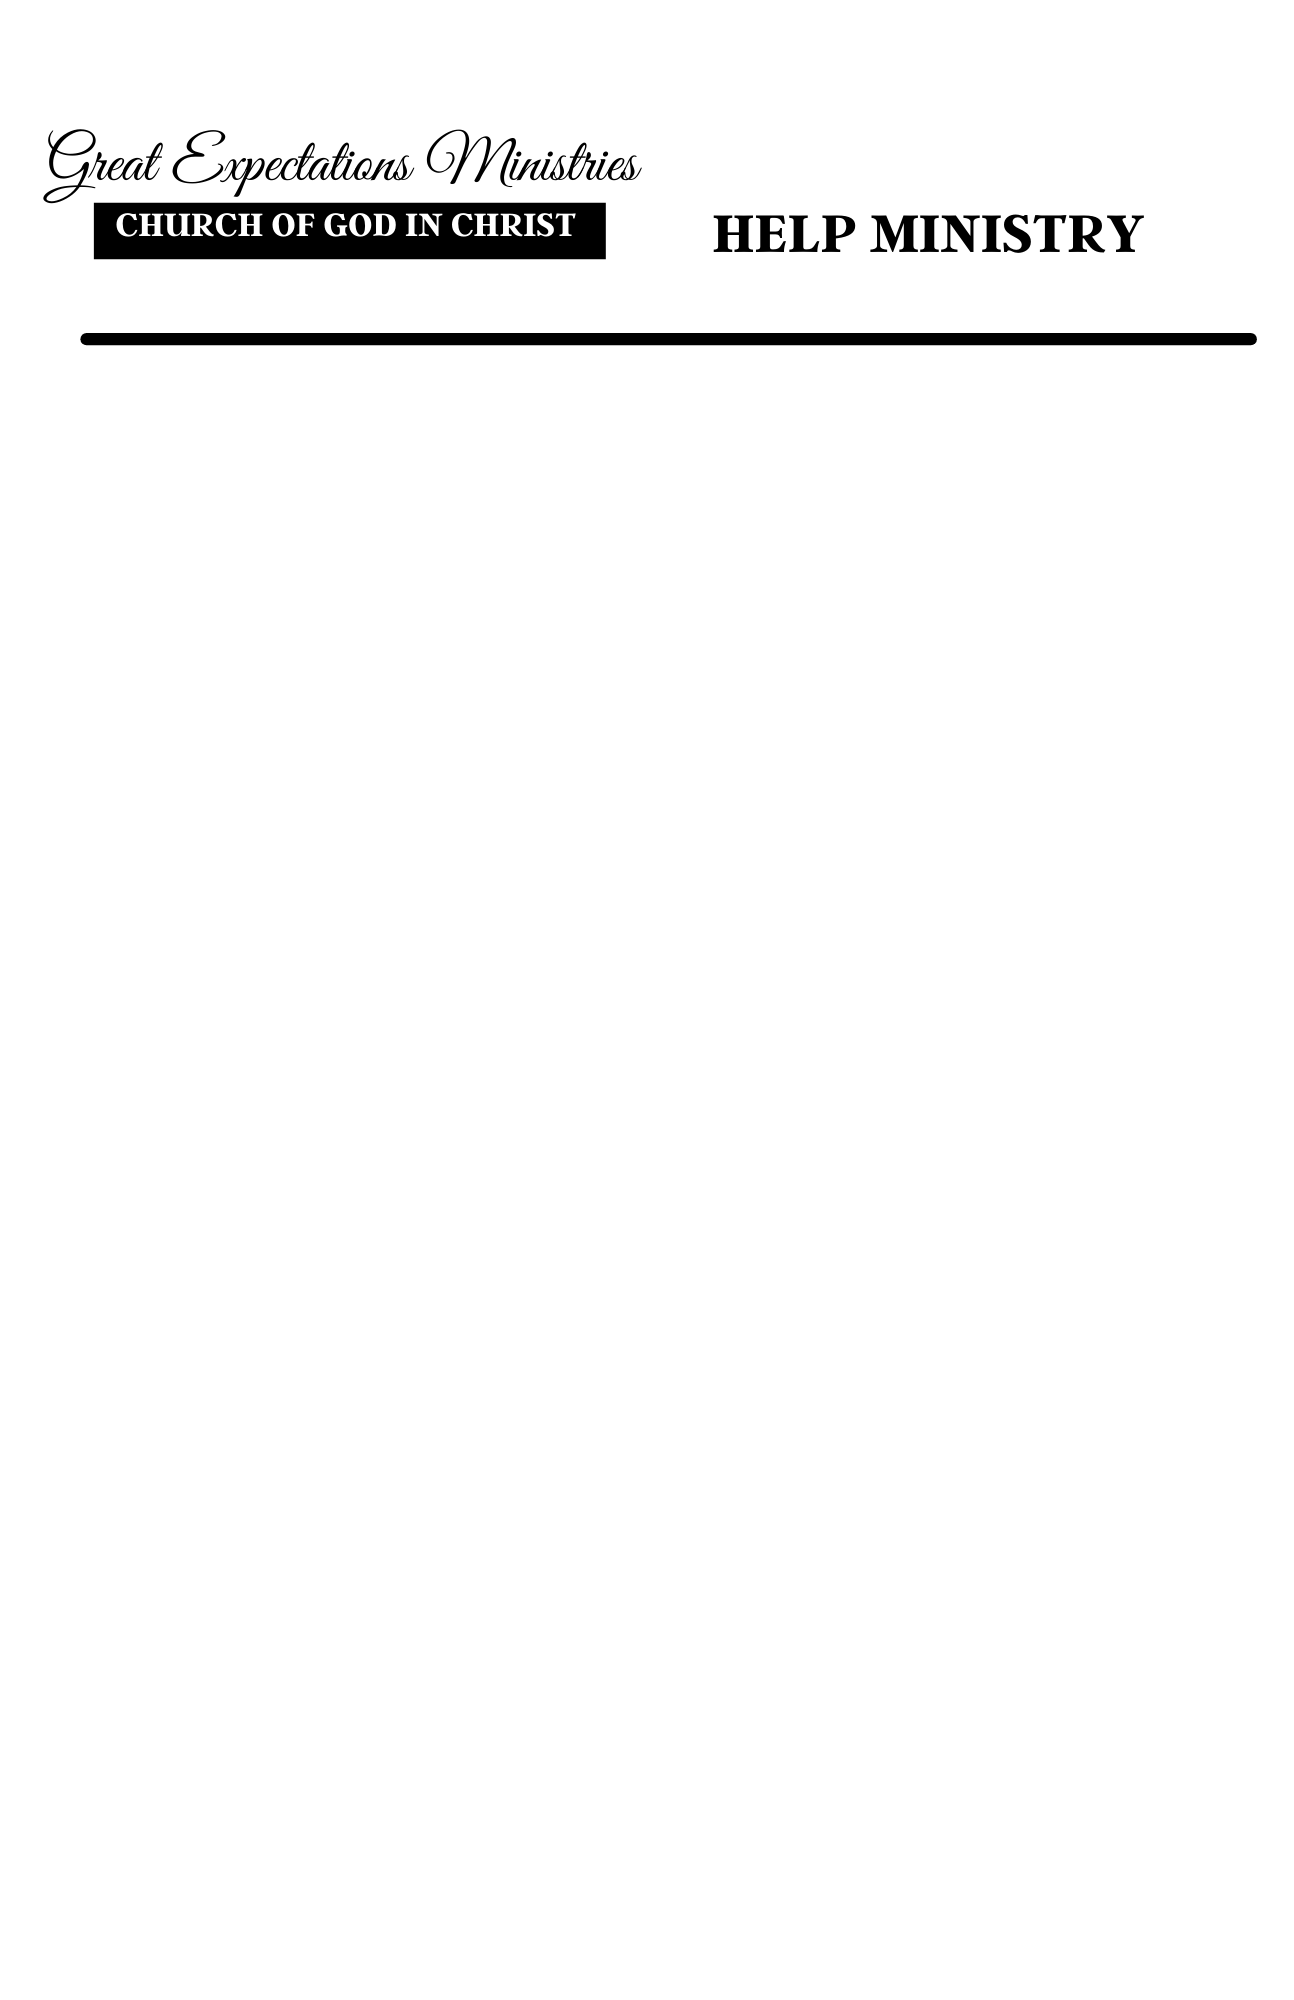 Great Expectations Ministries
CHURCH OF GOD IN CHRIST
HELP MINISTRY